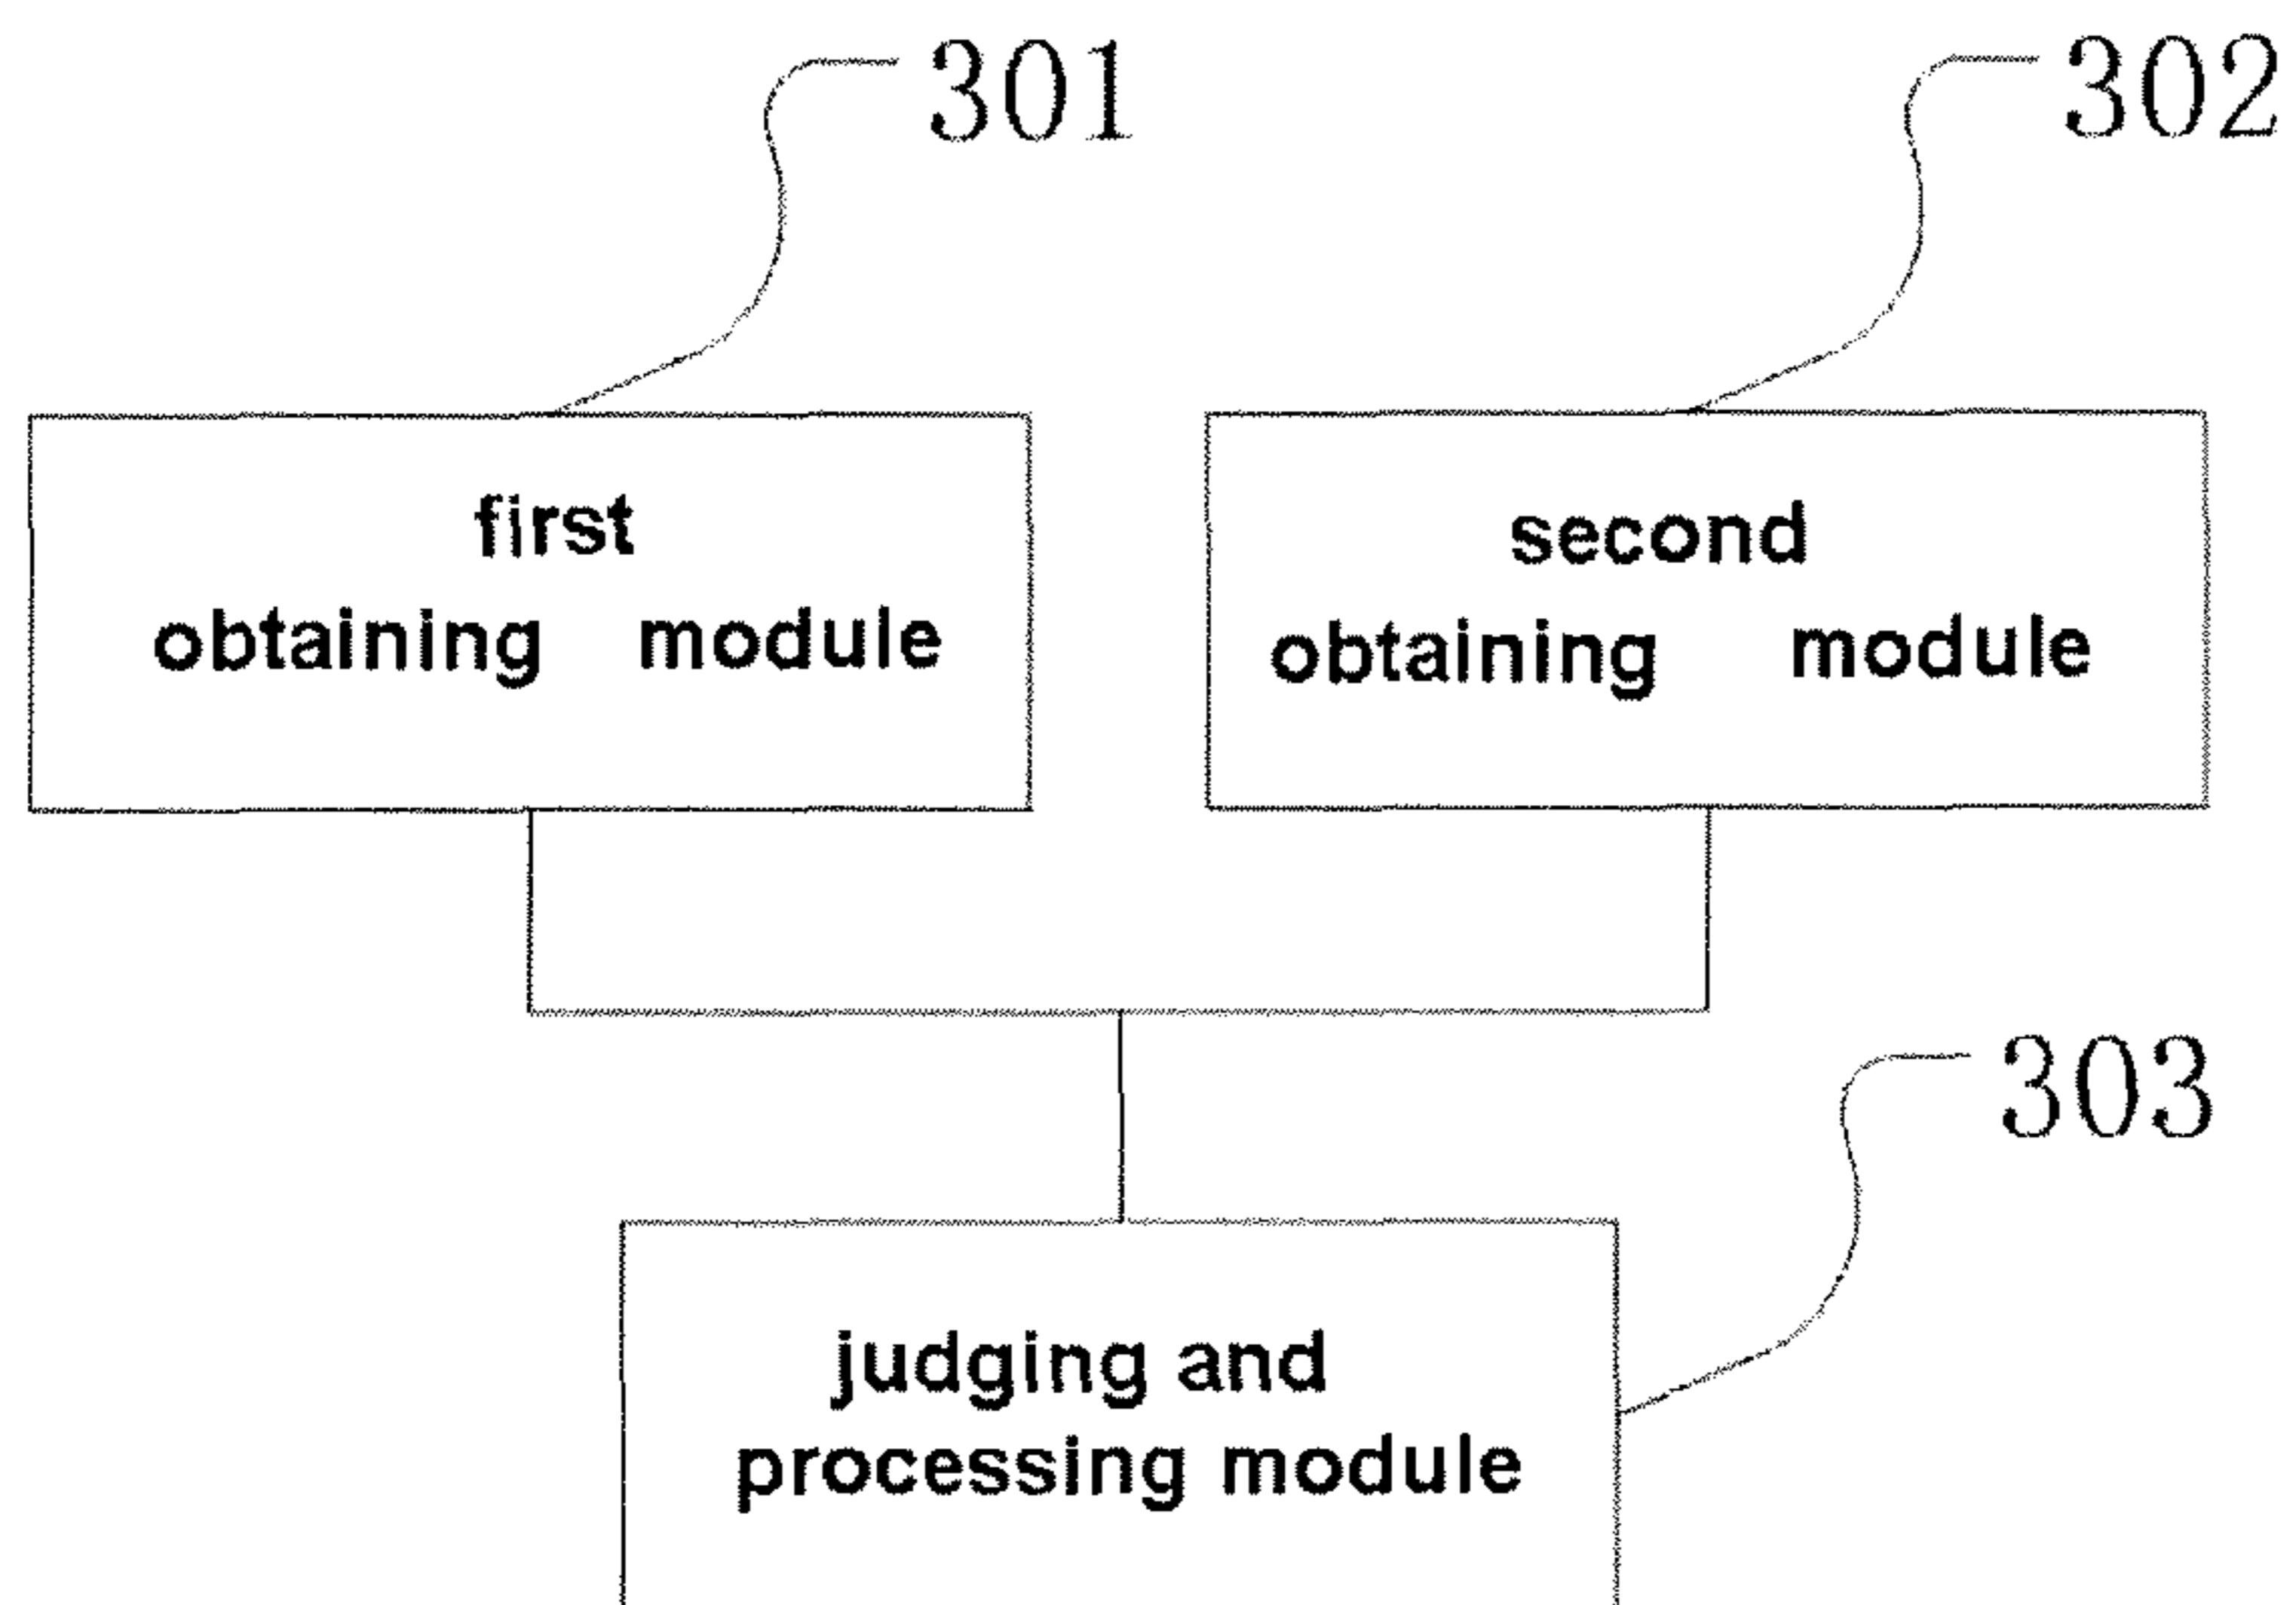 301
302
first
obtaining module
second
obtaining module
303
judging and
processing module